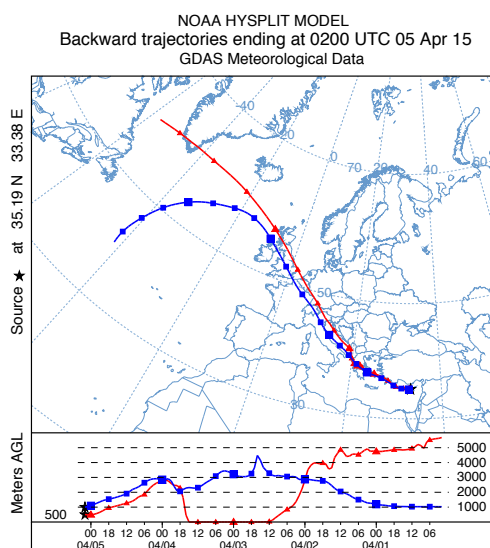 NOAA HYSPLIT MODEL
Backward trajectories ending at 0200 UTC 05 Apr 15
GDAS Meteorological Data
Source ★ at 35.19 N 33.38 E
40
20
0
70
20
40
60
50
30
Meters AGL
500
5000
4000
3000
2000
1000
00 18 12 06 00 18 12 06 00 18 12 06 00 18 12 06 00 18 12 06
04/05 04/04 04/03 04/02 04/01